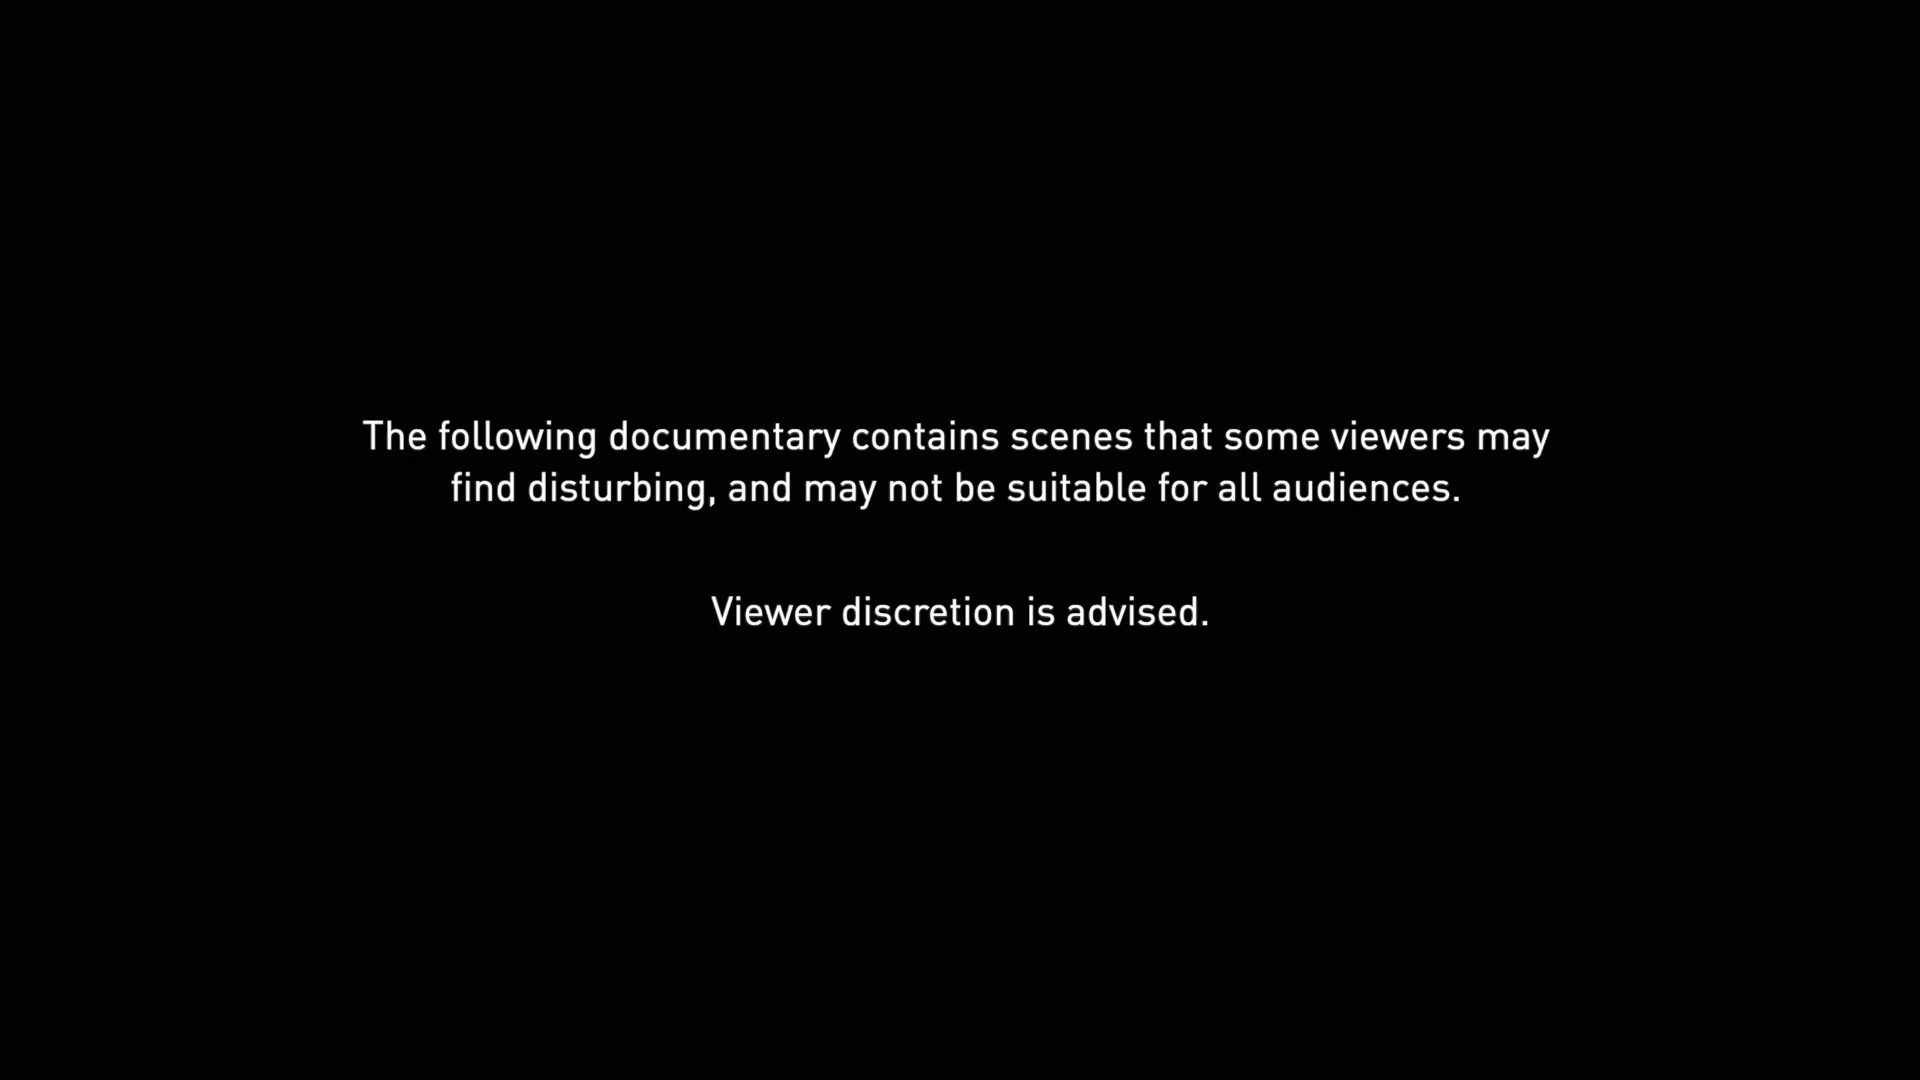 The following documentary contains scenes that some viewers may
find disturbing, and may not be suitable for all audiences.
Viewer discretion is advised.